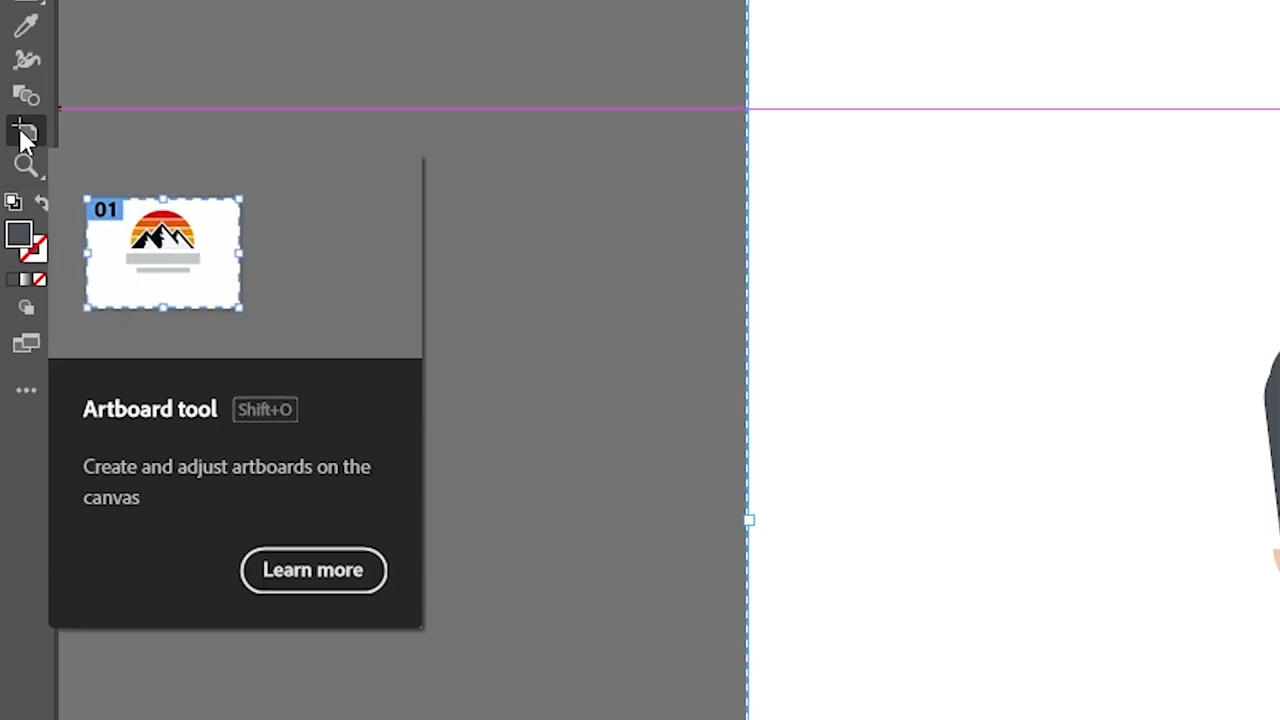 01
Artboard tool Shift+O
Create and adjust artboards on the
canvas
Learn more